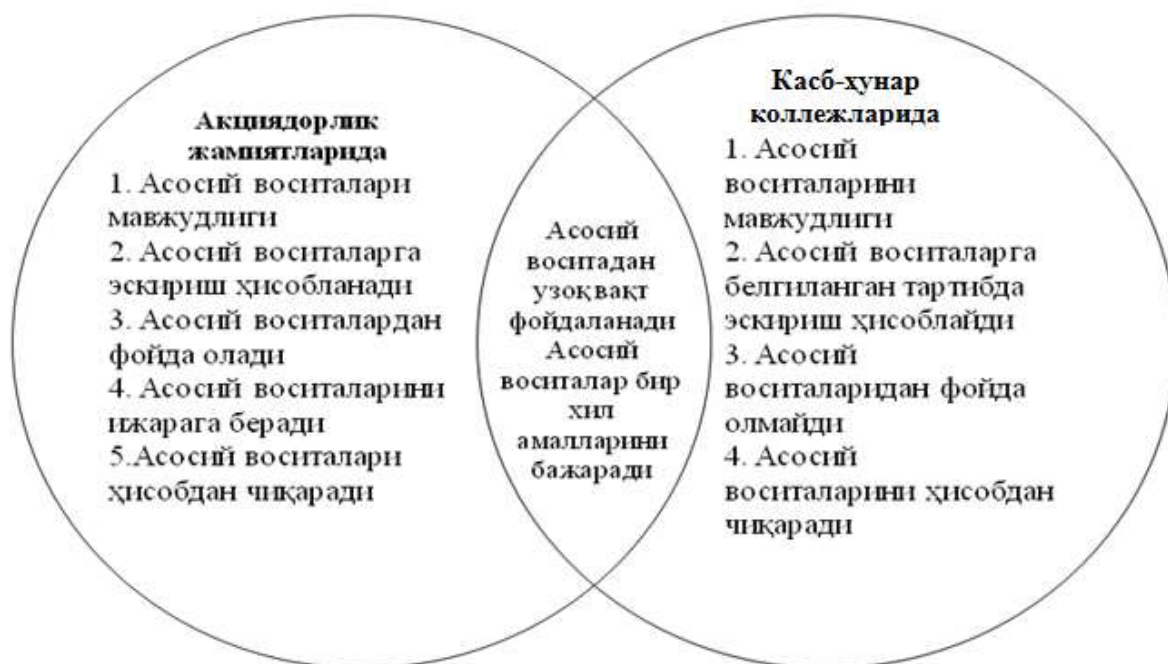 Акциядорлик
жамиятларида
1. Асосий воситалари
мавжудлиги
2. Асосий воситаларга
эскириш ҳисобланади
3. Асосий воситалардан
фойда олади
4. Асосий воситаларини
ижарага беради
5.Асосий воситалари
ҳисобдан чиқаради
Асосий
воситадан
узоқ вақт
фойдаланади
Асосий
воситалар бир
хил
амалларини
бажаради
Касб-ҳунар
коллежларида
1. Асосий
воситаларини
мавжудлиги
2. Асосий воситаларга
белгиланган тартибда
эскириш ҳисоблайди
3. Асосий
воситаларидан фойда
олмайди
4. Асосий
воситаларини ҳисобдан
чиқаради